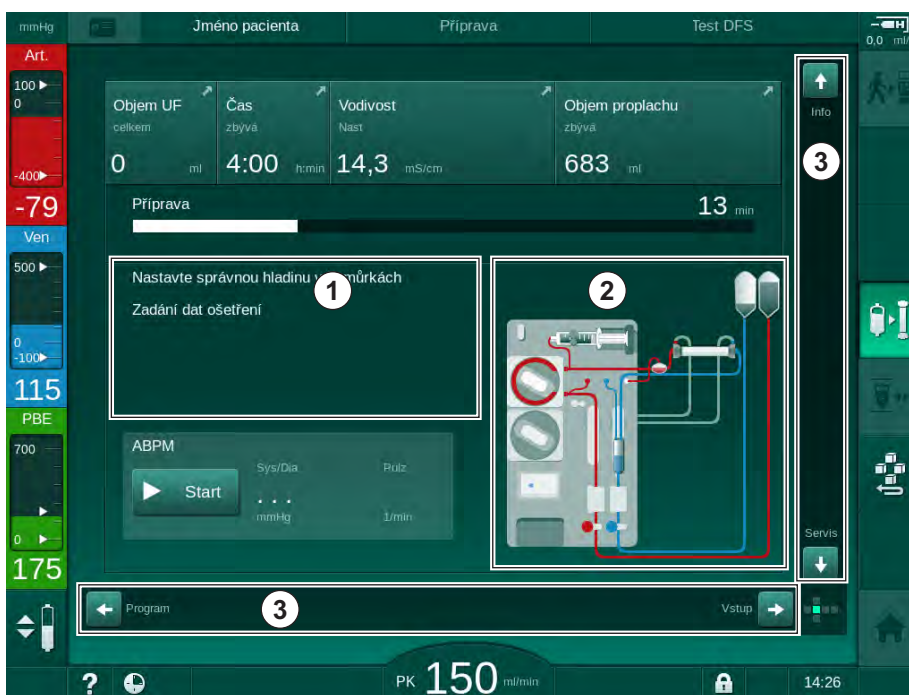 mmHg
Jméno pacienta
Příprava
Test DFS
0,0 ml/
Art.
100
0
-400
-79
Ven
500
0
-100
115
PBE
700
0
175
Objem UF
celkem
0 ml
Čas
zbývá
4:00 h:min
Vodivost
Nast
14,3 mS/cm
Objem proplachu
zbývá
683 ml
Info
3
Příprava
13 min
Nastavte správnou hladinu v
Zadání dat ošetření
1
2
ABPM
Start
Sys/Dia
. . .
mmHg
Pulz
1/min
Servis
Program
3
Vstup
?
PK 150 ml/min
14:26